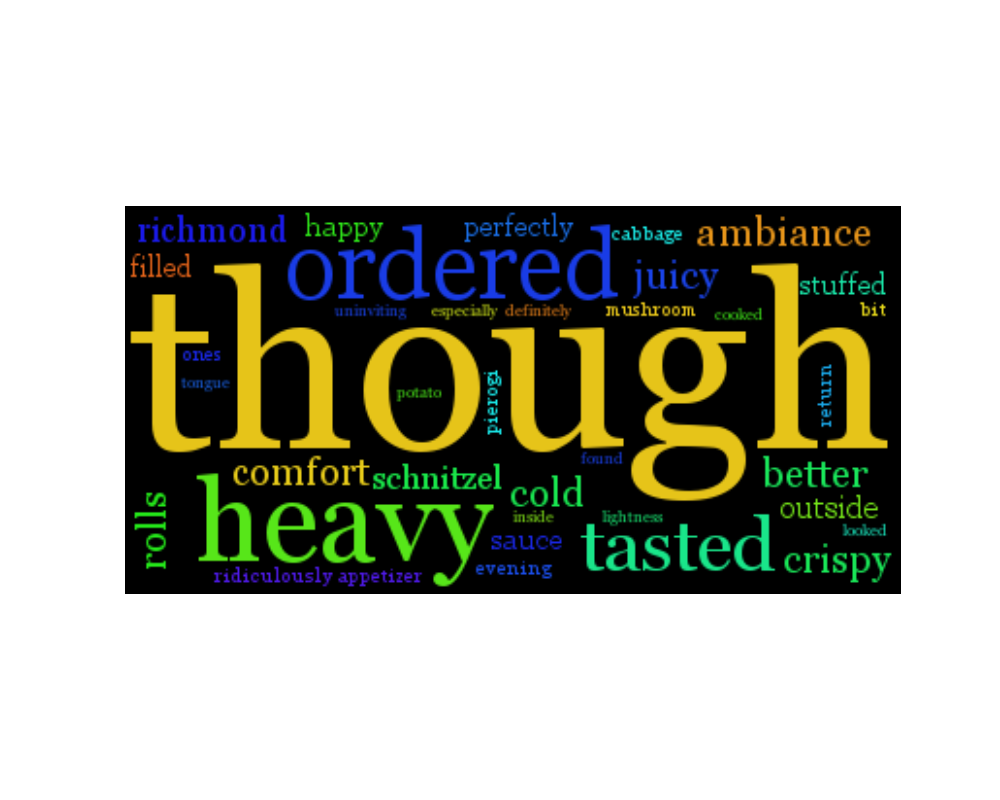 richmond happy perfectly cabbage ambiance
filled ordered juicy stuffed
uninviting especially definitely mushroom cooked bit
though
ones
tongue potato pierogi return
found
comfort schnitzel cold better
rolls heavy inside lightness outside
sauce tasted looked
evening crispy
ridiculously appetizer